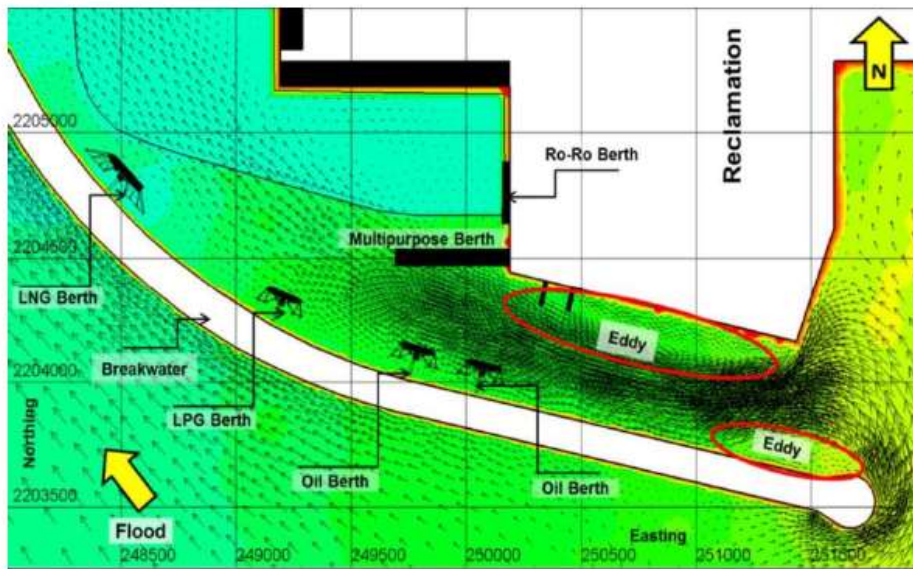 N
Reclamation
2205000
Ro-Ro Berth
Multipurpose Berth
2204500
LNG Berth
Eddy
Breakwater
2204000
LPG Berth
Northing
Eddy
Oil Berth
Oil Berth
2203500
Flood
Easting
248500
249000
249500
250000
250500
251000
251500